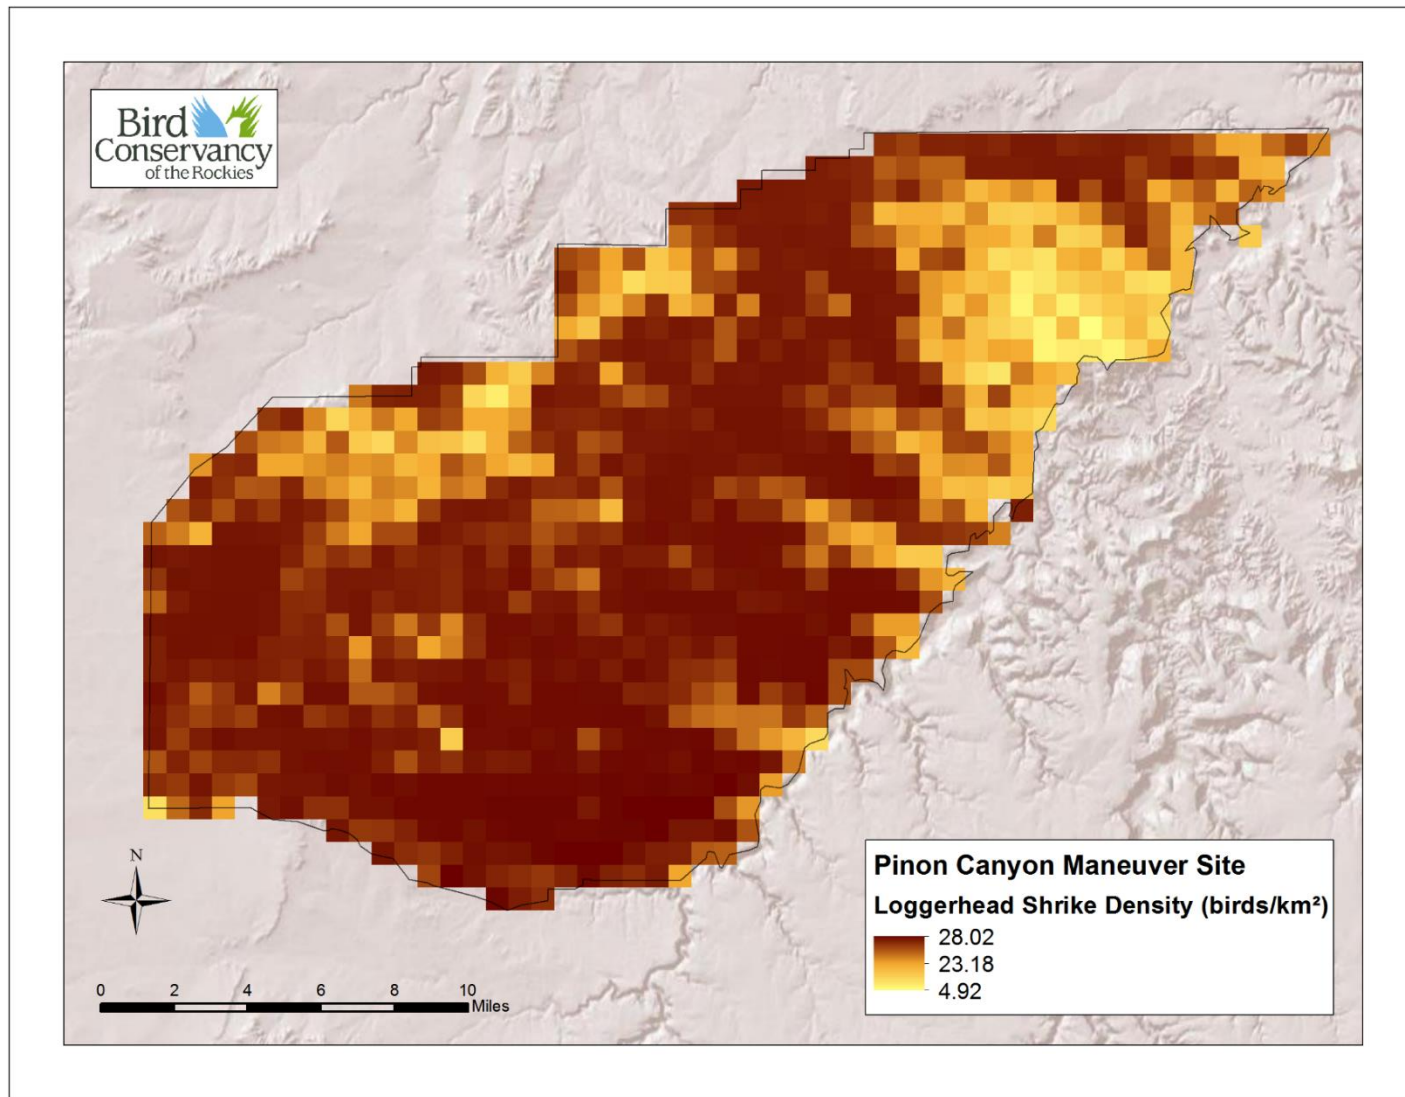 Bird
Conservancy
of the Rockies
N
0 2 4 6 8 10
Miles
Pinon Canyon Maneuver Site
Loggerhead Shrike Density (birds/km²)
28.02
23.18
4.92